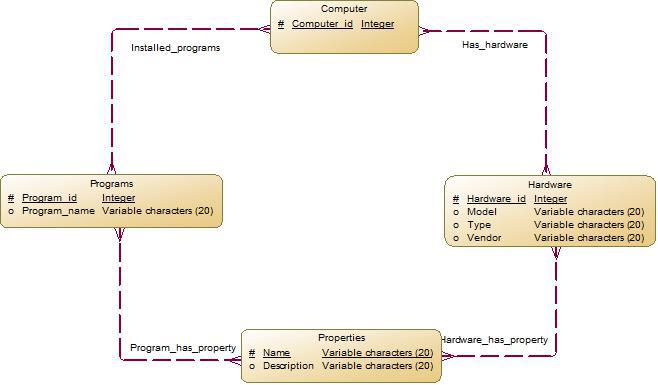 Computer
# Computer_id Integer
Installed_programs
Has_hardware
Programs
# Program_id Integer
o Program_name Variable characters (20)
Hardware
# Hardware_id Integer
o Model Variable characters (20)
o Type Variable characters (20)
o Vendor Variable characters (20)
Program_has_property
Hardware_has_property
Properties
# Name Variable characters (20)
o Description Variable characters (20)